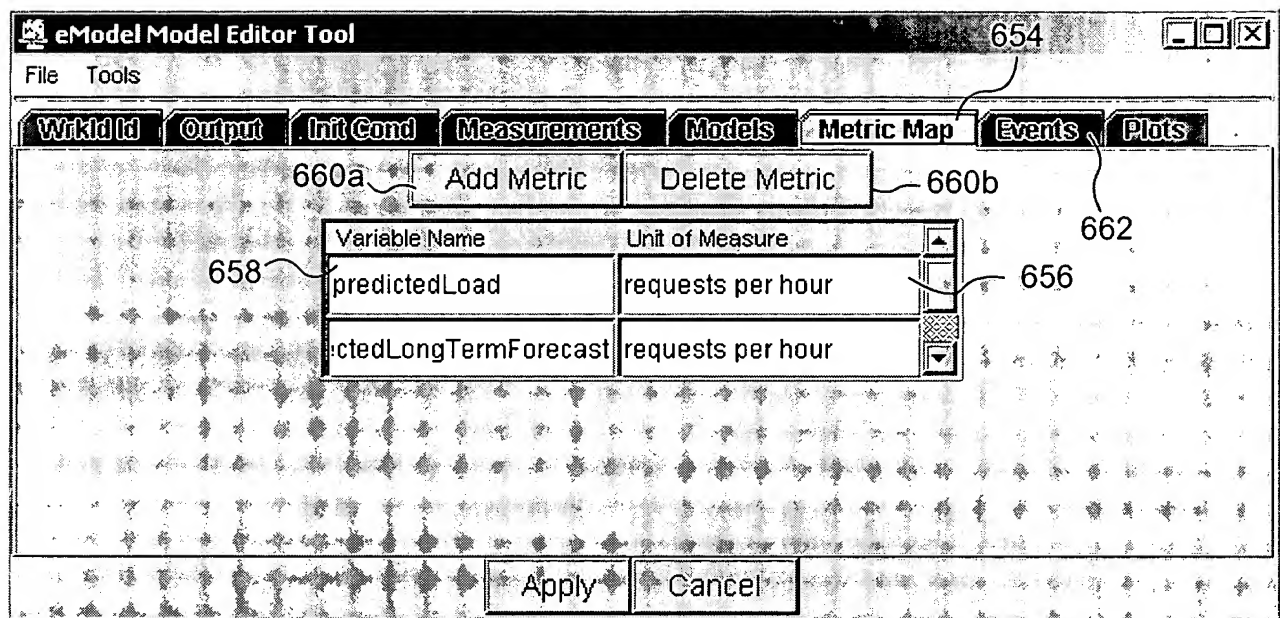 eModel Model Editor Tool 654
File Tools
Wrkld Id Output Init Cond Measurements Models Metric Map Events Plots
660a Add Metric Delete Metric 660b
662
Variable Name Unit of Measure
658 predictedLoad requests per hour 656
:ctedLongTermForecast requests per hour
Apply Cancel